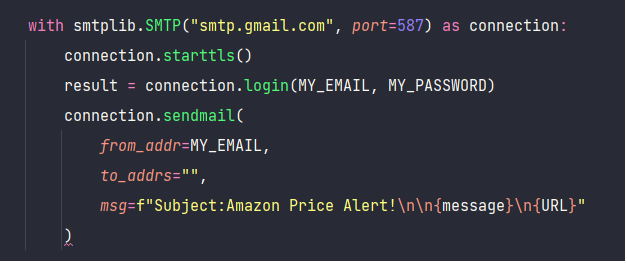 with smtplib.SMTP("smtp.gmail.com", port=587) as connection:
    connection.starttls()
    result = connection.login(MY_EMAIL, MY_PASSWORD)
    connection.sendmail(
        from_addr=MY_EMAIL,
        to_addrs="",
        msg=f"Subject:Amazon Price Alert!\n\n{message}\n{URL}"
    )